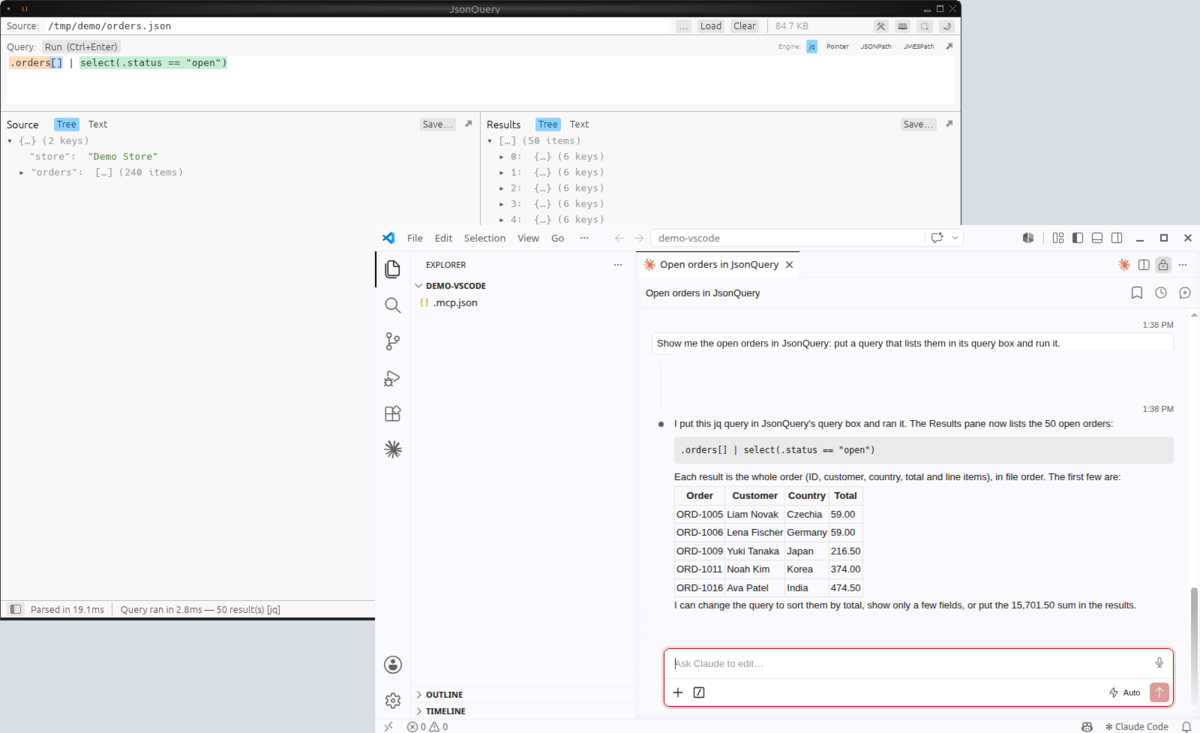 JsonQuery
Source: /tmp/demo/orders.json ... Load Clear 84.7 KB
Query: Run (Ctrl+Enter) Engine: jq Pointer JSONPath JMESPath
.orders[] | select(.status == "open")
Source Tree Text Save...
{…} (2 keys)
"store": "Demo Store"
"orders": […] (240 items)
Results Tree Text Save...
[…] (50 items)
0: {…} (6 keys)
1: {…} (6 keys)
2: {…} (6 keys)
3: {…} (6 keys)
4: {…} (6 keys)
Parsed in 19.1ms Query ran in 2.8ms — 50 result(s) [jq]
File Edit Selection View Go ··· demo-vscode
EXPLORER ···
DEMO-VSCODE
{} .mcp.json
OUTLINE
TIMELINE
Open orders in JsonQuery
Open orders in JsonQuery
1:38 PM
Show me the open orders in JsonQuery: put a query that lists them in its query box and run it.
1:38 PM
I put this jq query in JsonQuery's query box and ran it. The Results pane now lists the 50 open orders:
.orders[] | select(.status == "open")
Each result is the whole order (ID, customer, country, total and line items), in file order. The first few are:
Order Customer Country Total
ORD-1005 Liam Novak Czechia 59.00
ORD-1006 Lena Fischer Germany 59.00
ORD-1009 Yuki Tanaka Japan 216.50
ORD-1011 Noah Kim Korea 374.00
ORD-1016 Ava Patel India 474.50
I can change the query to sort them by total, show only a few fields, or put the 15,701.50 sum in the results.
Ask Claude to edit…
Auto
0 0 Claude Code